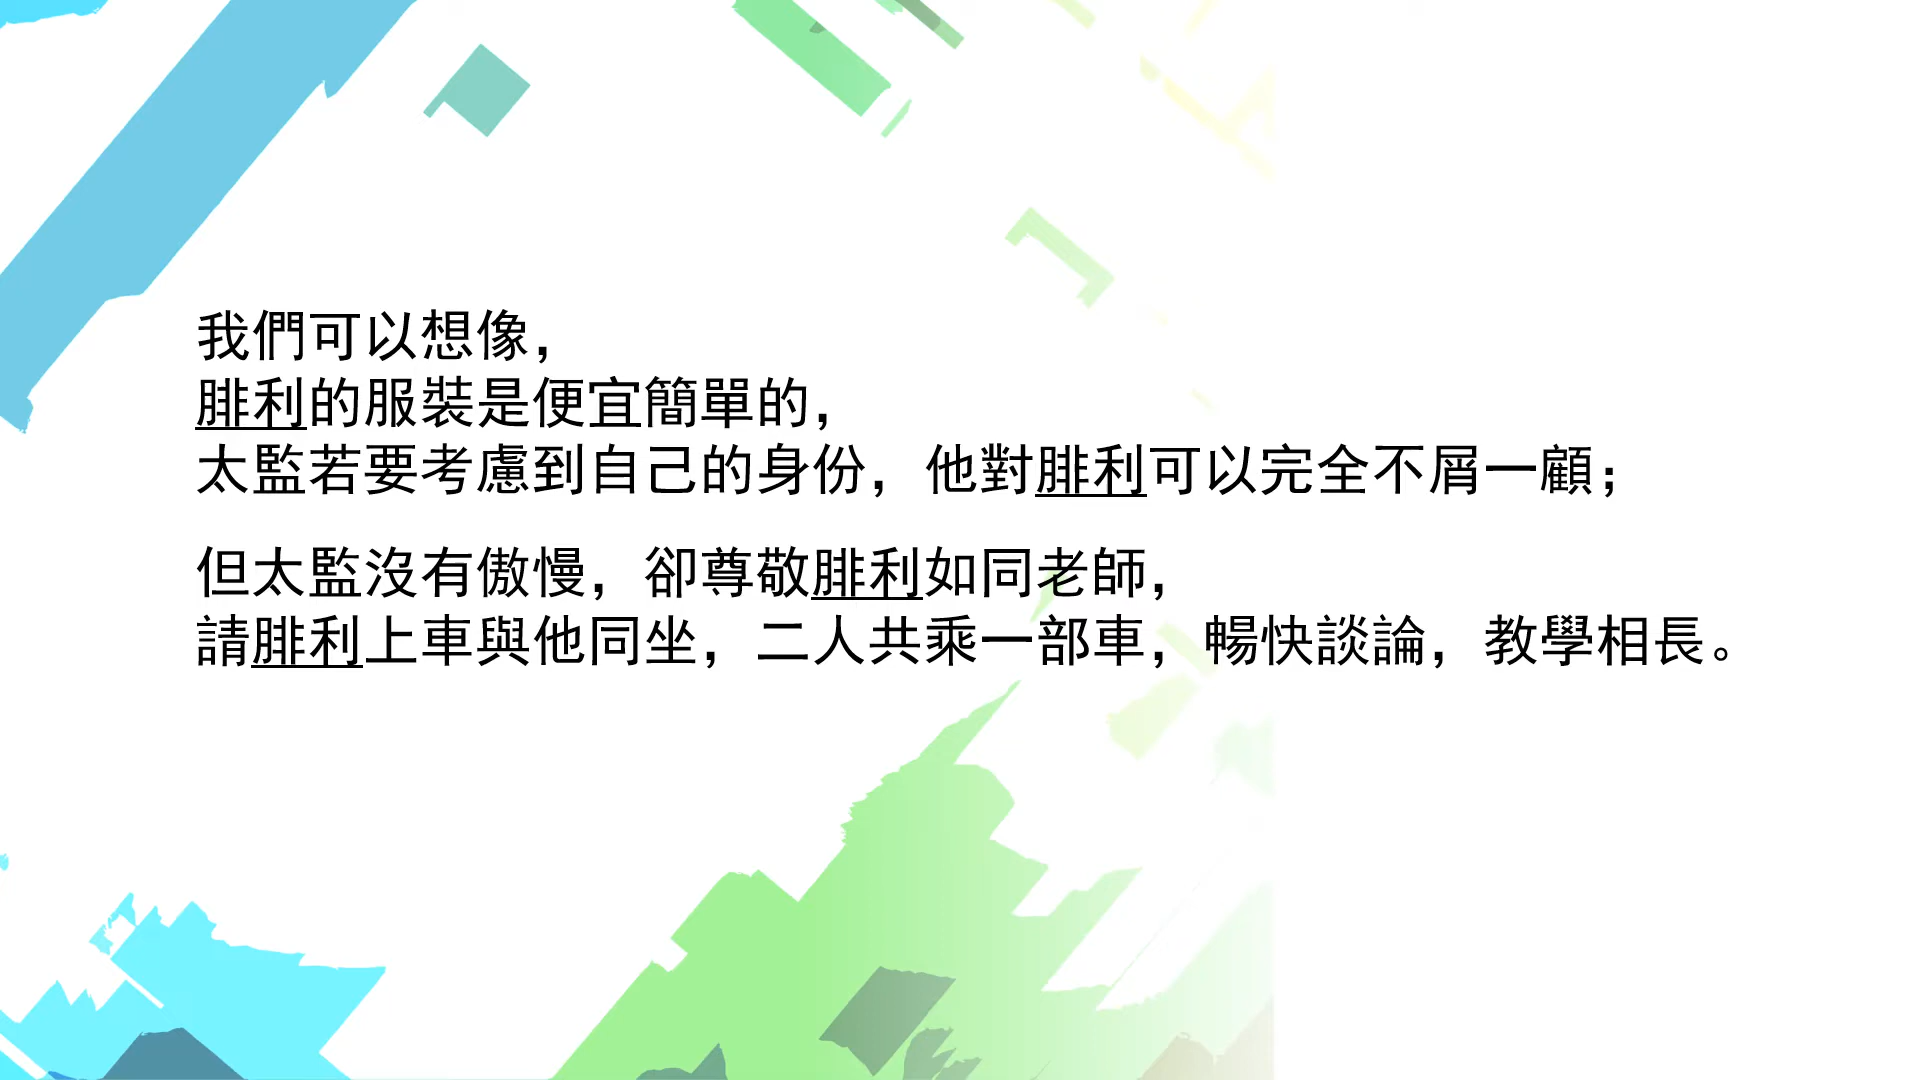 我們可以想像，
腓利的服裝是便宜簡單的，
太監若要考慮到自己的身份，他對腓利可以完全不屑一顧；
但太監沒有傲慢，卻尊敬腓利如同老師，
請腓利上車與他同坐，二人共乘一部車，暢快談論，教學相長。